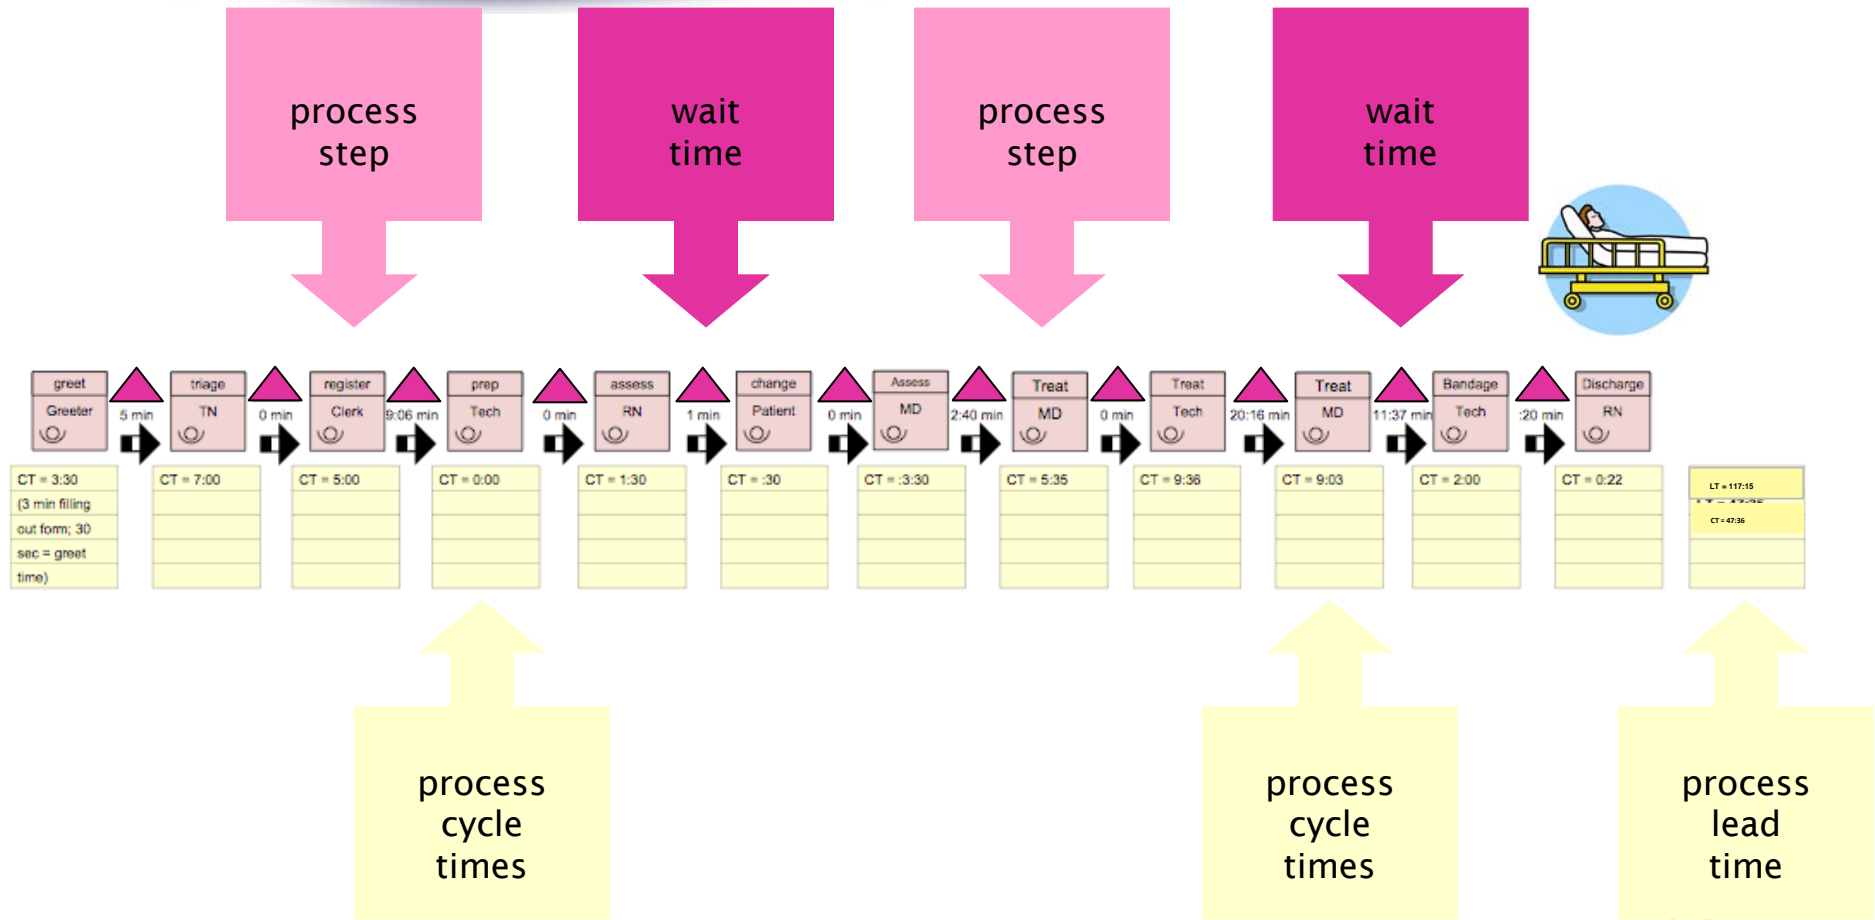 process
step
wait
time
process
step
wait
time
greet
Greeter
5 min
triage
TN
0 min
register
Clerk
9:06 min
prep
Tech
0 min
assess
RN
1 min
change
Patient
0 min
Assess
MD
2:40 min
Treat
MD
0 min
Treat
Tech
20:16 min
Treat
MD
11:37 min
Bandage
Tech
:20 min
Discharge
RN
CT = 3:30
(3 min filling
out form; 30
sec = greet
time)
CT = 7:00
CT = 5:00
CT = 0:00
CT = 1:30
CT = :30
CT = :3:30
CT = 5:35
CT = 9:36
CT = 9:03
CT = 2:00
CT = 0:22
LT = 117:15
CT = 47:36
process
cycle
times
process
cycle
times
process
lead
time